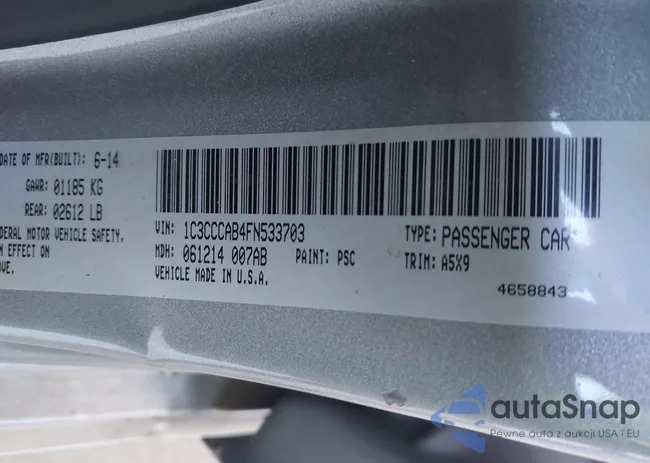 DATE OF MFR(BUILT): 6-14
GAWR: 01185 KG
REAR: 02612 LB
DERAL MOTOR VEHICLE SAFETY,
N EFFECT ON
OVE.
VIN: 1C3CCCAB4FN533703
TYPE: PASSENGER CAR
MDH: 061214 007AB
PAINT: PSC
TRIM: A5X9
VEHICLE MADE IN U.S.A.
4658843
autaSnap
Pewne auta z aukcji USA i EU